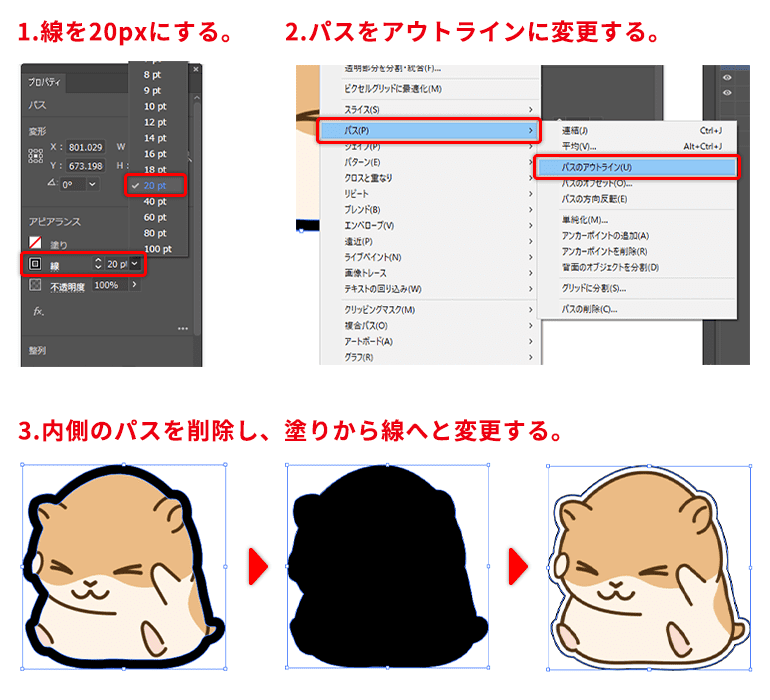 1.線を20pxにする。
2.パスをアウトラインに変更する。
プロパティ
パス
変形
X : 801.029 W
Y : 673.198 H :
0°
アピアランス
塗り
線 20 pt
不透明度 100%
fx.
整列
8 pt
9 pt
10 pt
12 pt
14 pt
16 pt
18 pt
20 pt
40 pt
60 pt
80 pt
100 pt
透明部分を分割・統合(F)...
ピクセルグリッドに最適化(M)
スライス(S)
パス(P)
シェイプ(P)
パターン(E)
クロスと重なり
リピート
ブレンド(B)
エンベロープ(V)
遠近(P)
ライブペイント(N)
画像トレース
テキストの回り込み(W)
クリッピングマスク(M)
複合パス(O)
アートボード(A)
グラフ(R)
連結(J) Ctrl+J
平均(V)... Alt+Ctrl+J
パスのアウトライン(U)
パスのオフセット(O)...
パスの方向反転(E)
単純化(M)...
アンカーポイントの追加(A)
アンカーポイントを削除(R)
背面のオブジェクトを分割(D)
グリッドに分割(S)...
パスの削除(C)...
3.内側のパスを削除し、塗りから線へと変更する。